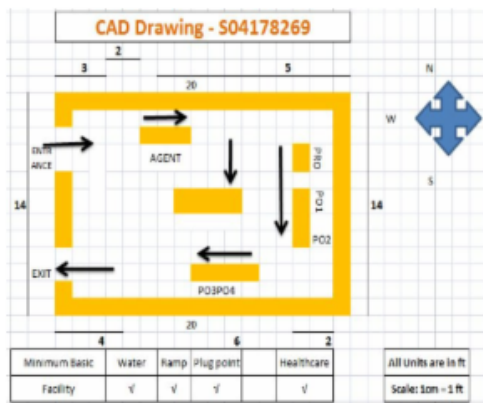 CAD Drawing - S04178269
2
3
5
20
N
W
S
ENTR
ANCE
AGENT
PRO
PO1
14
14
PO2
EXIT
PO3PO4
20
4
6
2
Minimum Basic Water Ramp Plug point Healthcare
Facility √ √ √ √
All Units are in ft
Scale: 1cm = 1 ft